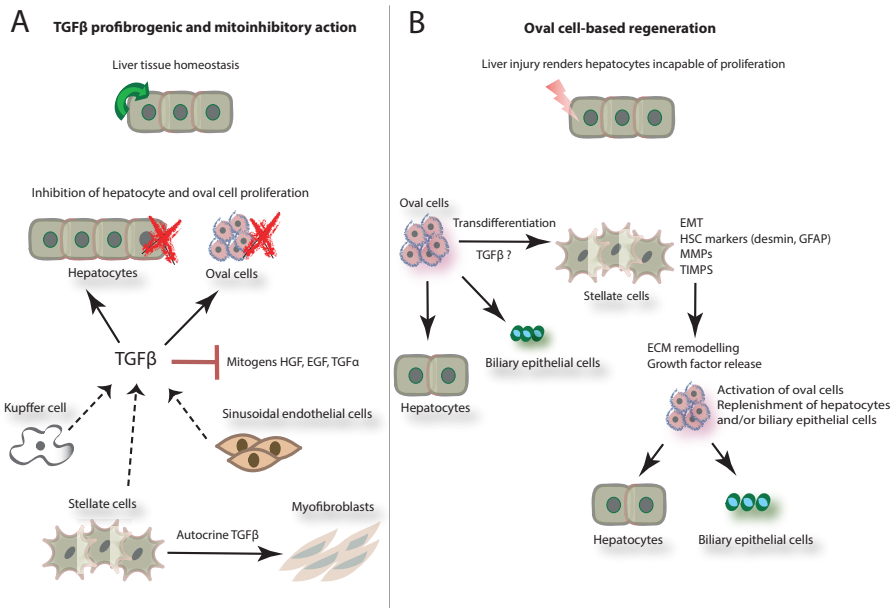 A
TGFβ profibrogenic and mitoinhibitory action
Liver tissue homeostasis
Inhibition of hepatocyte and oval cell proliferation
Hepatocytes
Oval cells
TGFβ
Mitogens HGF, EGF, TGFα
Kupffer cell
Sinusoidal endothelial cells
Stellate cells
Autocrine TGFβ
Myofibroblasts
B
Oval cell-based regeneration
Liver injury renders hepatocytes incapable of proliferation
Oval cells
Transdifferentiation
TGFβ ?
Stellate cells
EMT
HSC markers (desmin, GFAP)
MMPs
TIMPS
Hepatocytes
Biliary epithelial cells
ECM remodelling
Growth factor release
Activation of oval cells
Replenishment of hepatocytes
and/or biliary epithelial cells
Hepatocytes
Biliary epithelial cells